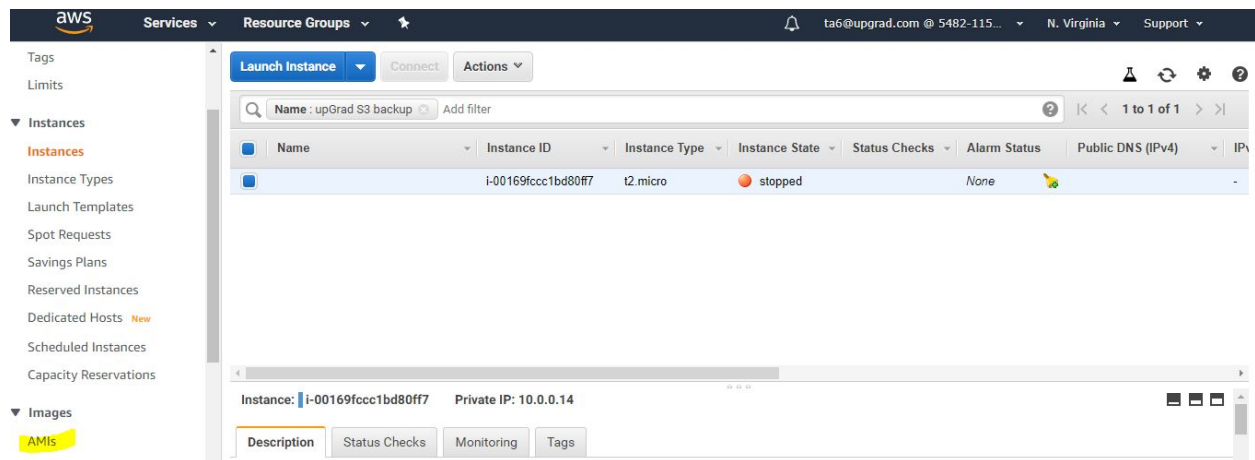 aws Services Resource Groups ta6@upgrad.com @ 5482-115... N. Virginia Support
Tags
Limits
Instances
Instances
Instance Types
Launch Templates
Spot Requests
Savings Plans
Reserved Instances
Dedicated Hosts New
Scheduled Instances
Capacity Reservations
Images
AMIs
Launch Instance Connect Actions
Name : upGrad S3 backup Add filter 1 to 1 of 1
Name Instance ID Instance Type Instance State Status Checks Alarm Status Public DNS (IPv4)
i-00169fccc1bd80ff7 t2.micro stopped None -
Instance: i-00169fccc1bd80ff7 Private IP: 10.0.0.14
Description Status Checks Monitoring Tags